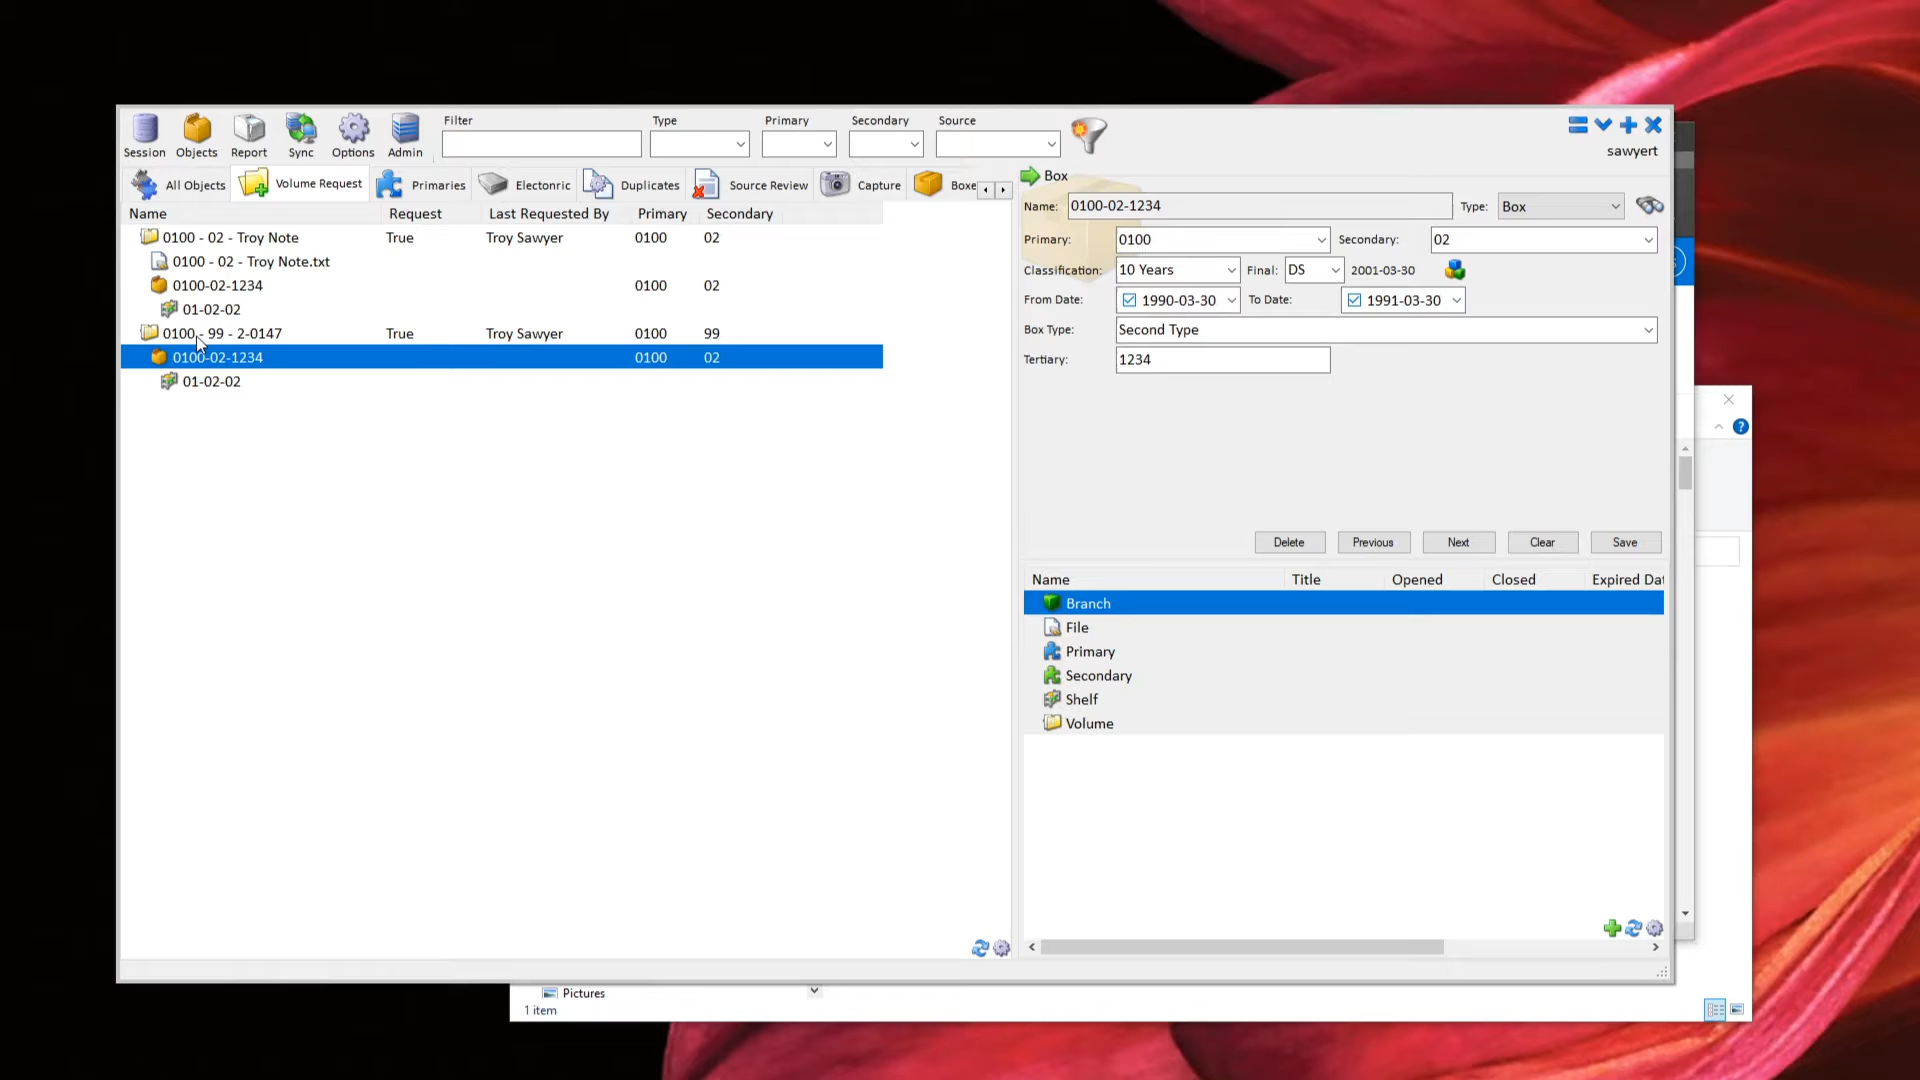 Session Objects Report Sync Options Admin
Filter Type Primary Secondary Source
sawyert
All Objects Volume Request Primaries Electonric Duplicates Source Review Capture Boxe
Name Request Last Requested By Primary Secondary
0100 - 02 - Troy Note True Troy Sawyer 0100 02
0100 - 02 - Troy Note.txt
0100-02-1234 0100 02
01-02-02
0100 - 99 - 2-0147 True Troy Sawyer 0100 99
0100-02-1234 0100 02
01-02-02
Box
Name: 0100-02-1234 Type: Box
Primary: 0100 Secondary: 02
Classification: 10 Years Final: DS 2001-03-30
From Date: 1990-03-30 To Date: 1991-03-30
Box Type: Second Type
Tertiary: 1234
Delete Previous Next Clear Save
Name Title Opened Closed Expired Dat
Branch
File
Primary
Secondary
Shelf
Volume
Pictures
1 item